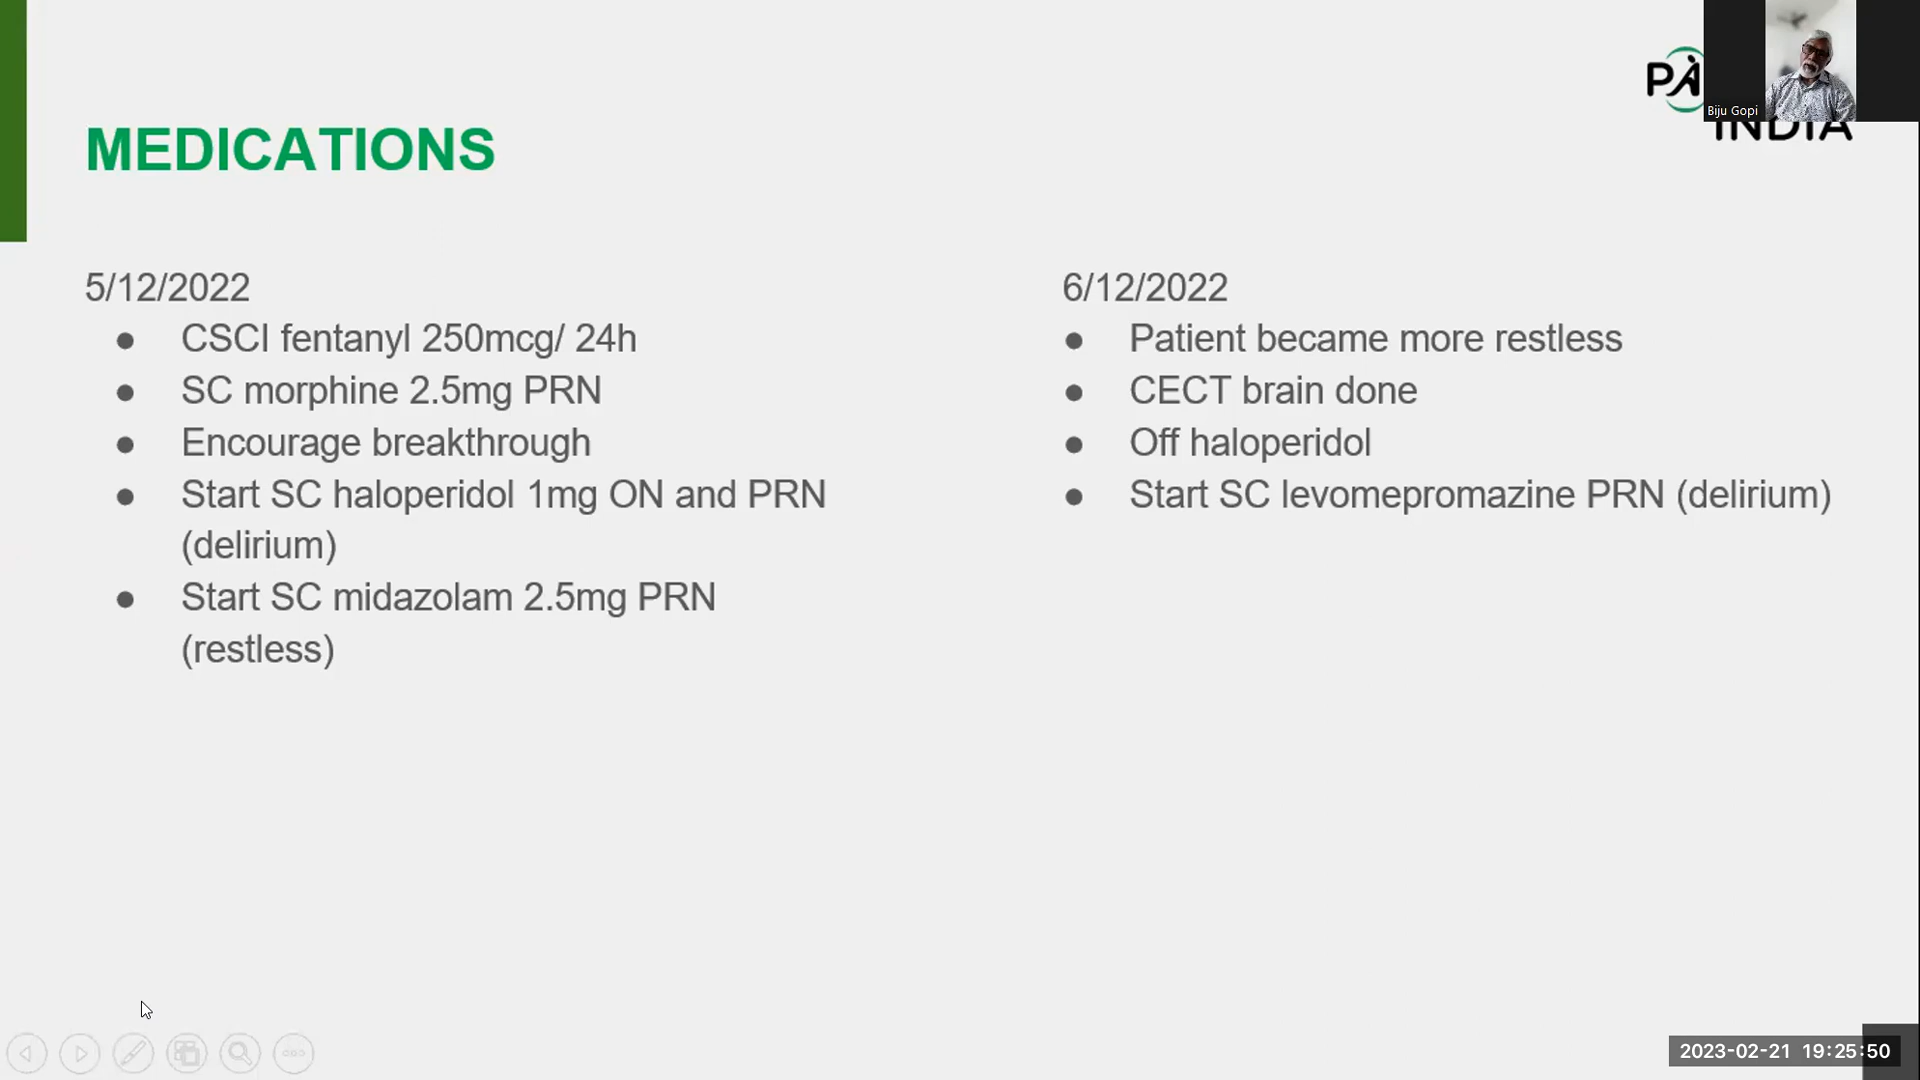 MEDICATIONS
5/12/2022
● CSCI fentanyl 250mcg/ 24h
● SC morphine 2.5mg PRN
● Encourage breakthrough
● Start SC haloperidol 1mg ON and PRN
(delirium)
● Start SC midazolam 2.5mg PRN
(restless)
6/12/2022
● Patient became more restless
● CECT brain done
● Off haloperidol
● Start SC levomepromazine PRN (delirium)
Biju Gopi
INDIA
2023-02-21 19:25:50